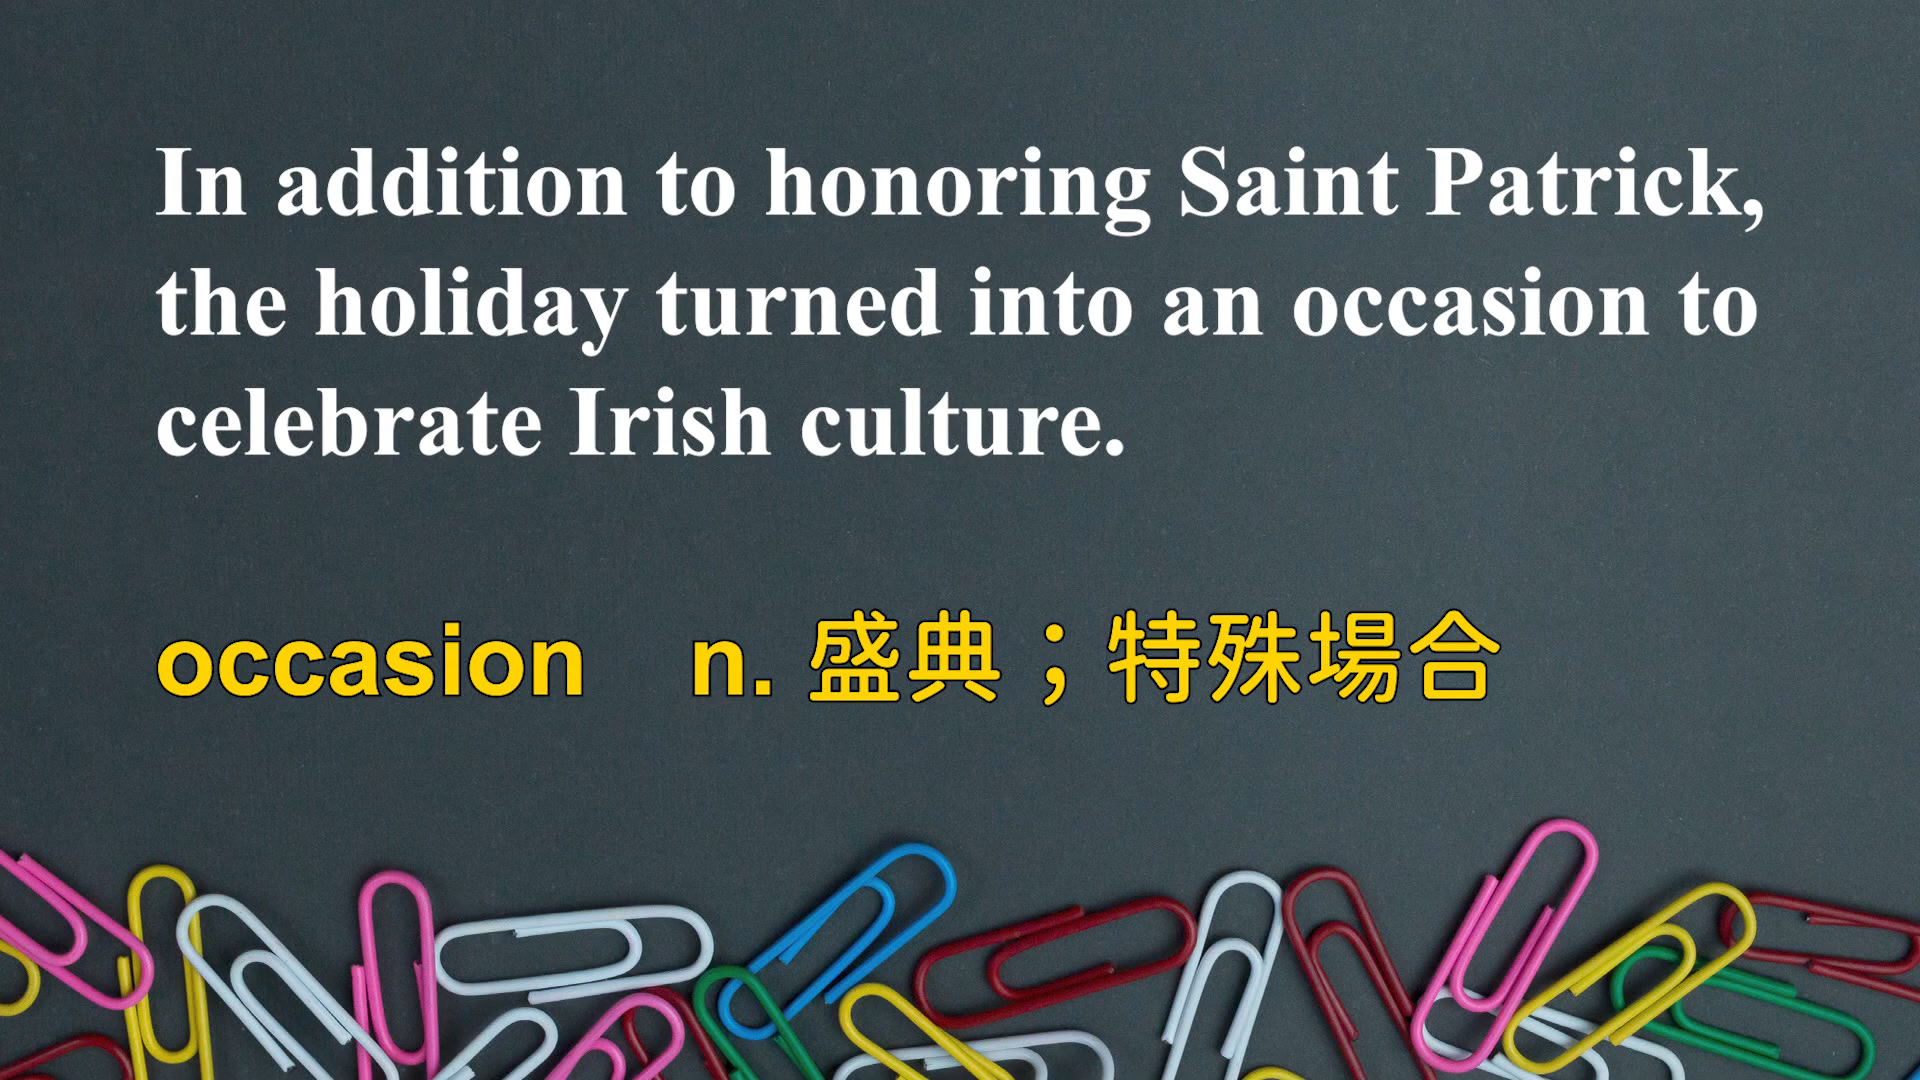 In addition to honoring Saint Patrick,
the holiday turned into an occasion to
celebrate Irish culture.
occasion n. 盛典；特殊場合